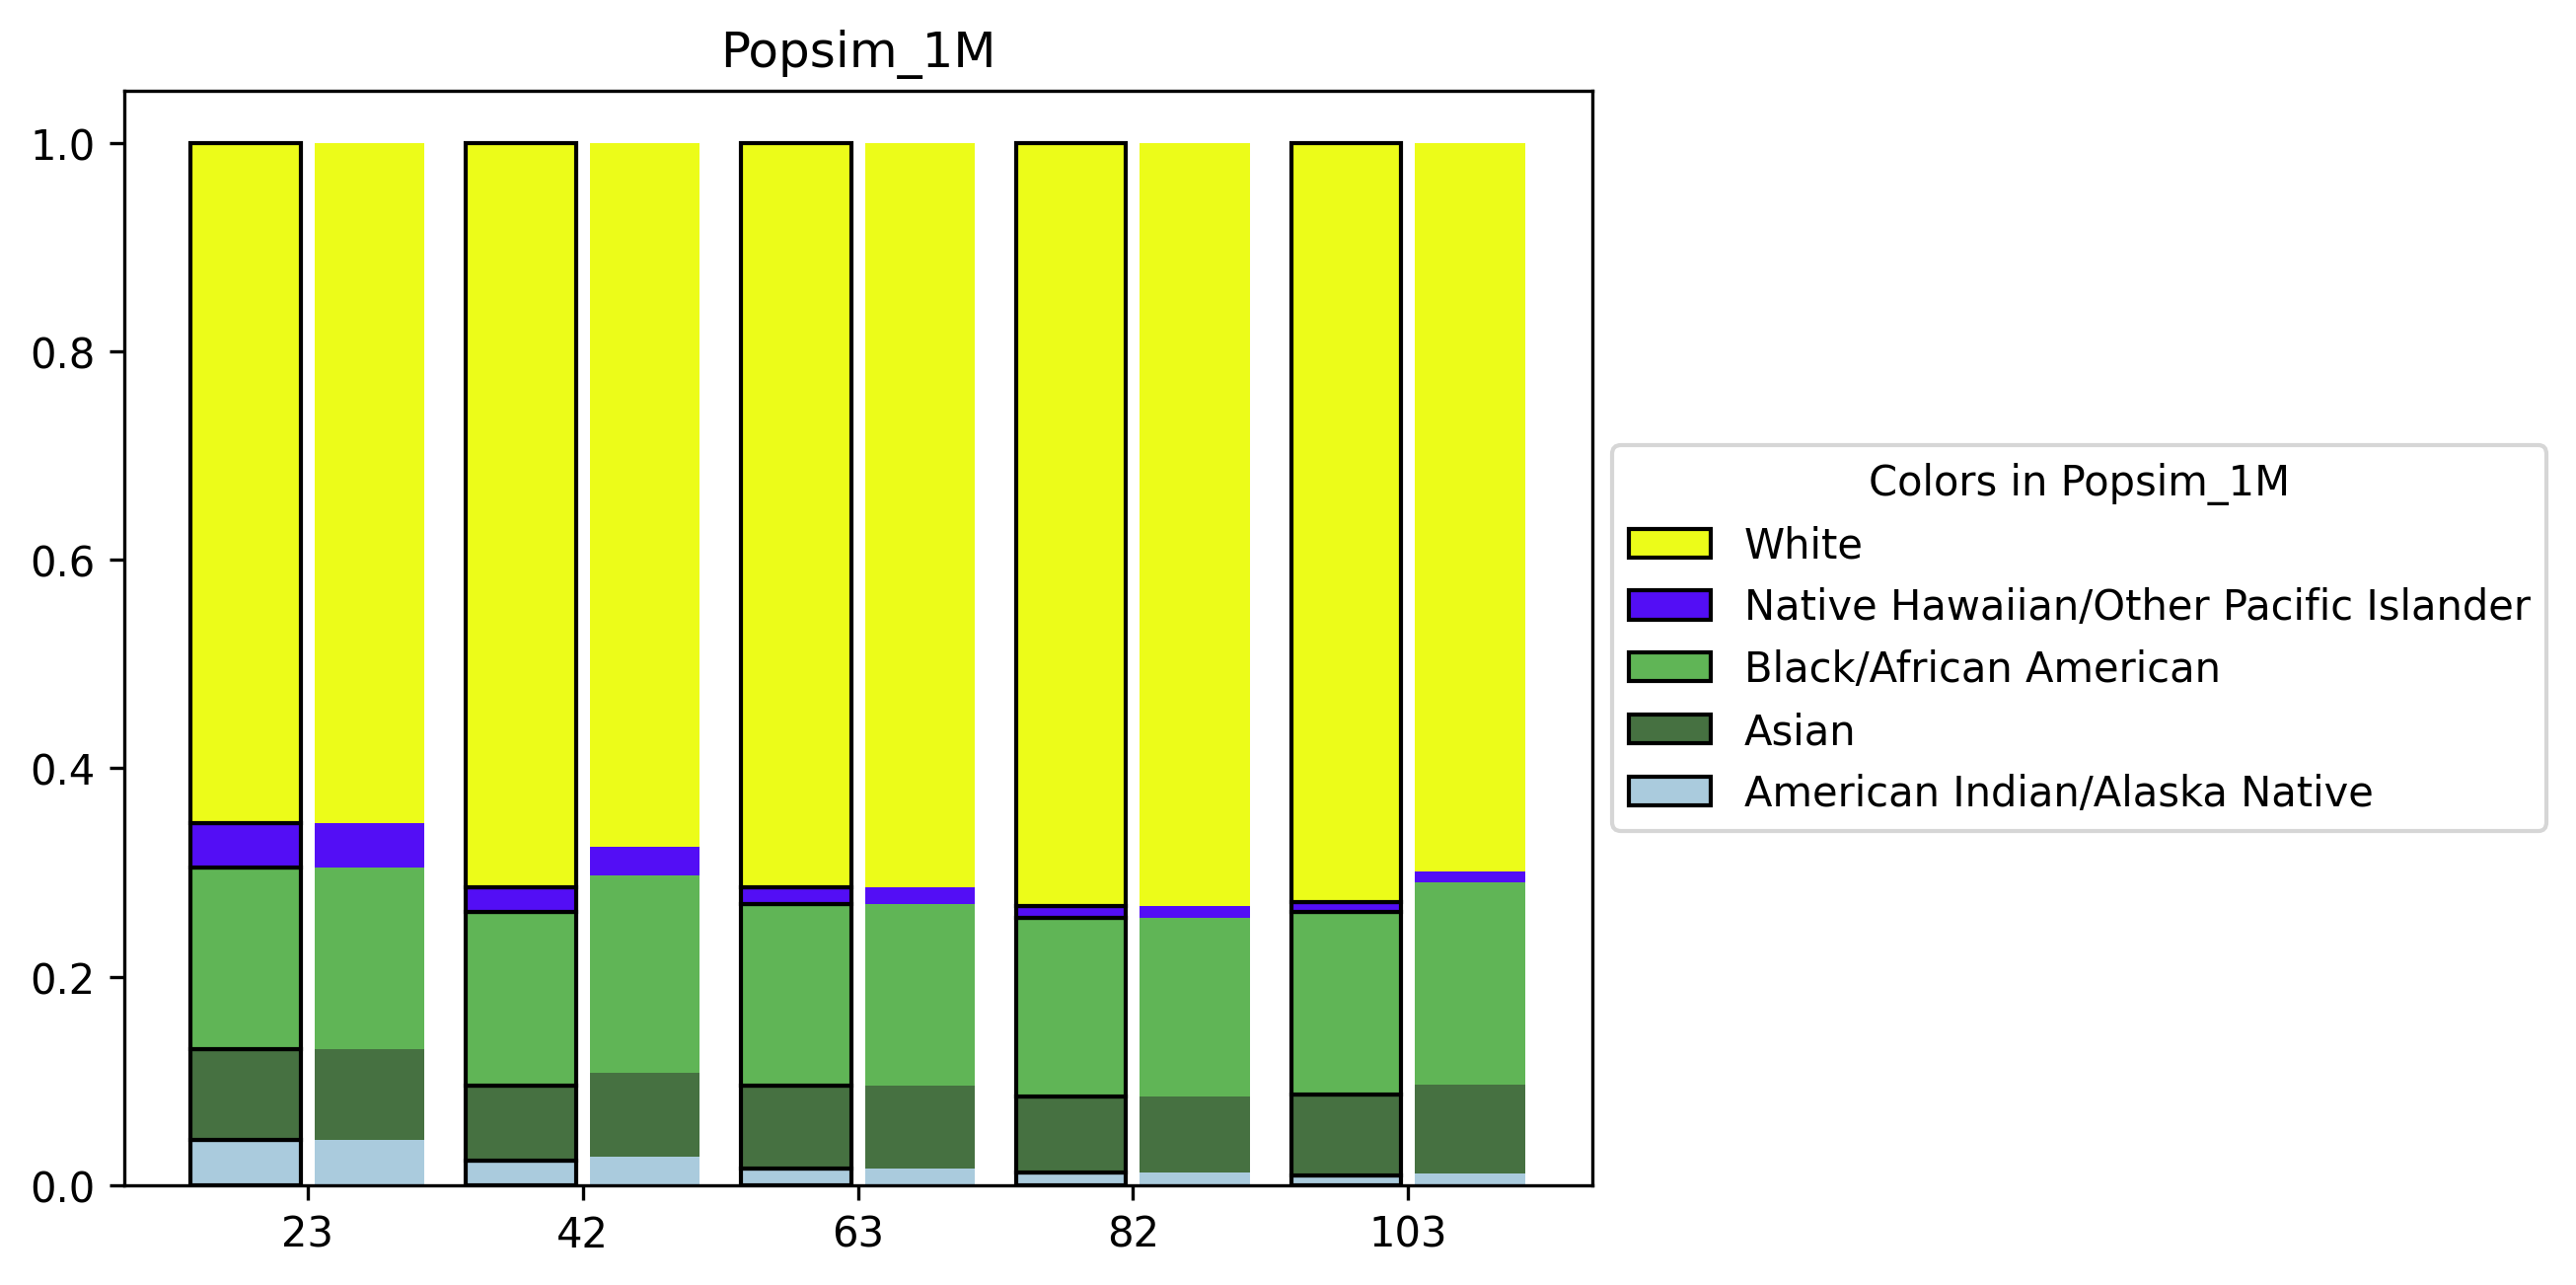 Popsim_1M
1.0
0.8
0.6
0.4
0.2
0.0
23 42 63 82 103
Colors in Popsim_1M
White
Native Hawaiian/Other Pacific Islander
Black/African American
Asian
American Indian/Alaska Native